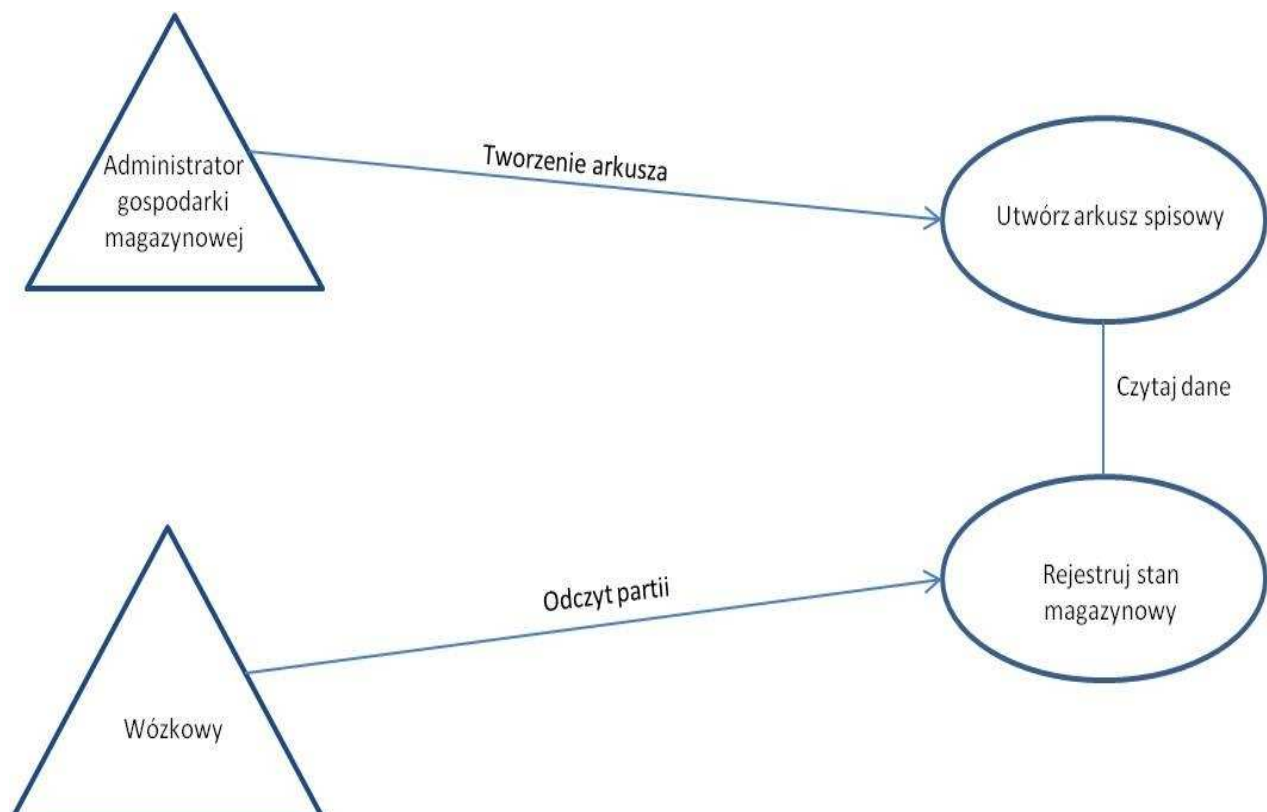 Administrator
gospodarki
magazynowej
Tworzenie arkusza
Utwórz arkusz spisowy
Czytaj dane
Wózkowy
Odczyt partii
Rejestruj stan
magazynowy